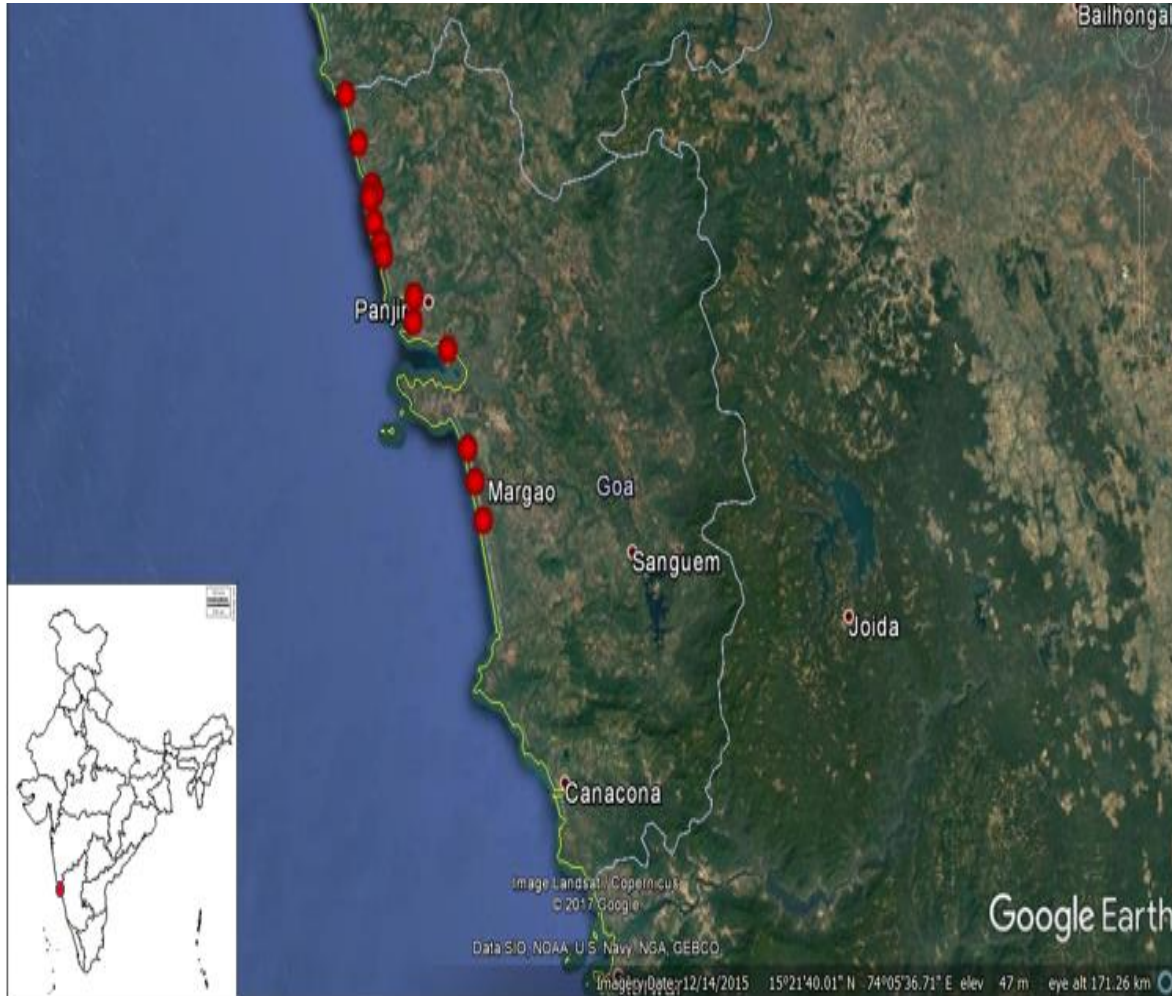 Bailhongal
Panjir
Margao
Goa
Sanguem
Joida
Canacona
Image Landsat / Copernicus
© 2017 Google
Google Earth
Data SIO, NOAA, U.S. Navy, NGA, GEBCO
Imagery Date: 12/14/2015 15°21'40.01" N 74°05'36.71" E elev 47 m eye alt 171.26 km